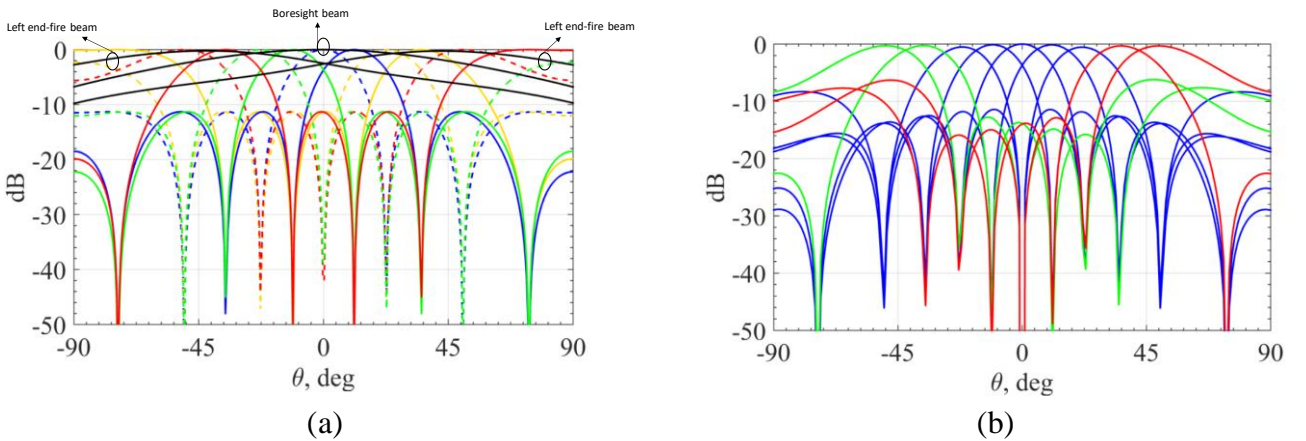 Boresight beam
Left end-fire beam
Left end-fire beam
0
-10
-20
-30
-40
-50
dB
-90
-45
0
45
90
θ, deg
(a)
0
-10
-20
-30
-40
-50
dB
-90
-45
0
45
90
θ, deg
(b)